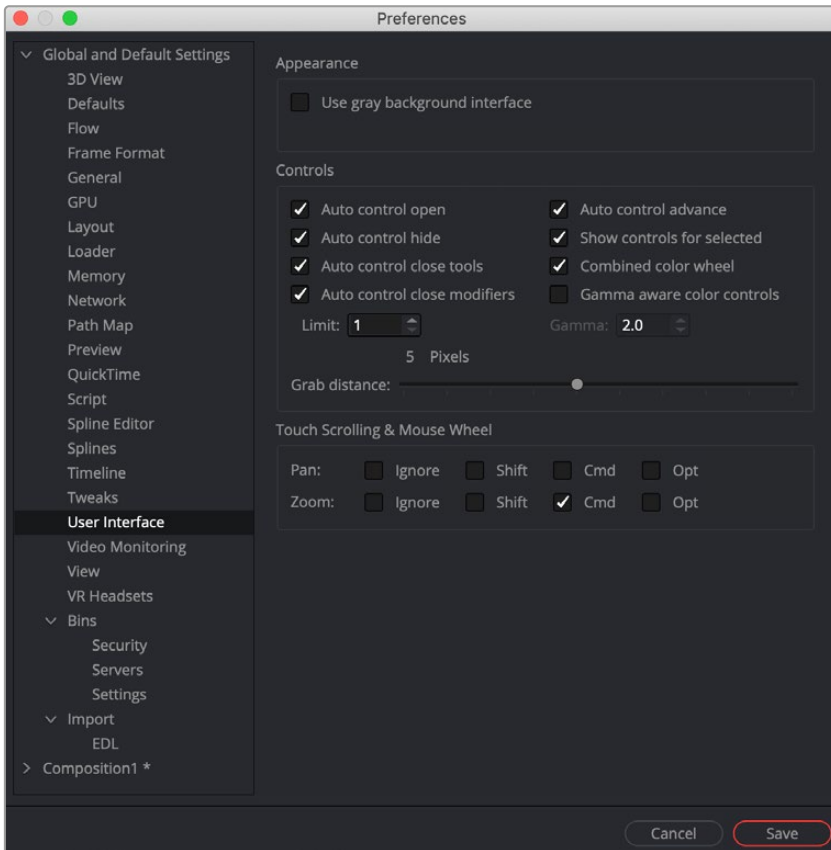 Preferences
Global and Default Settings
3D View
Defaults
Flow
Frame Format
General
GPU
Layout
Loader
Memory
Network
Path Map
Preview
QuickTime
Script
Spline Editor
Splines
Timeline
Tweaks
User Interface
Video Monitoring
View
VR Headsets
Bins
Security
Servers
Settings
Import
EDL
Composition1 *
Appearance
Use gray background interface
Controls
Auto control open
Auto control advance
Auto control hide
Show controls for selected
Auto control close tools
Combined color wheel
Auto control close modifiers
Gamma aware color controls
Limit: 1
Gamma: 2.0
5 Pixels
Grab distance:
Touch Scrolling & Mouse Wheel
Pan: Ignore Shift Cmd Opt
Zoom: Ignore Shift Cmd Opt
Cancel
Save